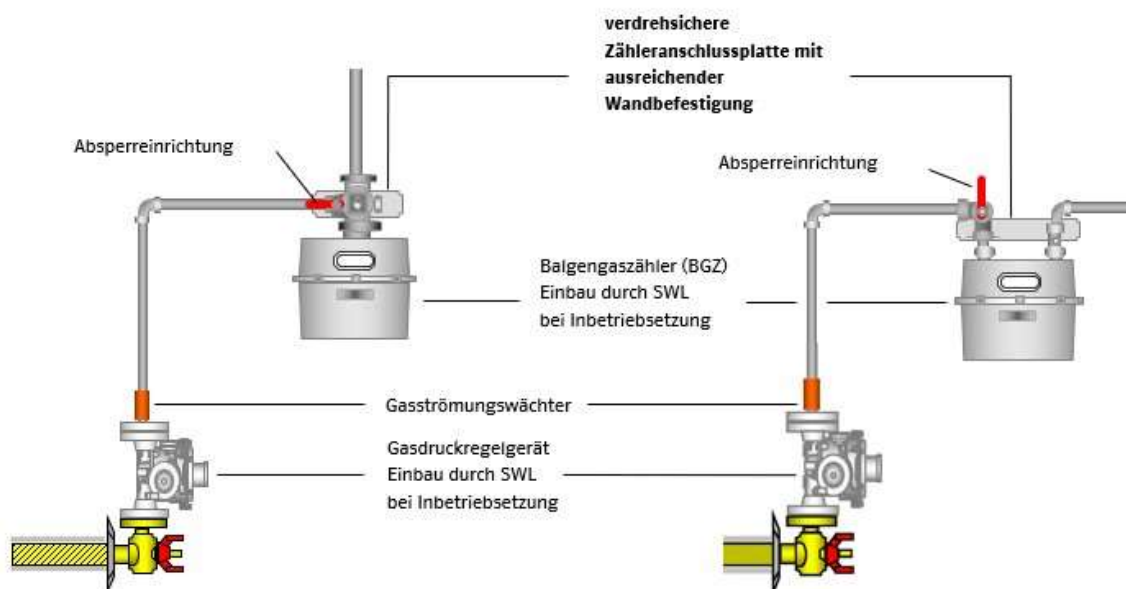 verdrehsichere
Zähleranschlussplatte mit
ausreichender
Wandbefestigung
Absperreinrichtung
Absperreinrichtung
Balgengaszähler (BGZ)
Einbau durch SWL
bei Inbetriebsetzung
Gasströmungswächter
Gasdruckregelgerät
Einbau durch SWL
bei Inbetriebsetzung